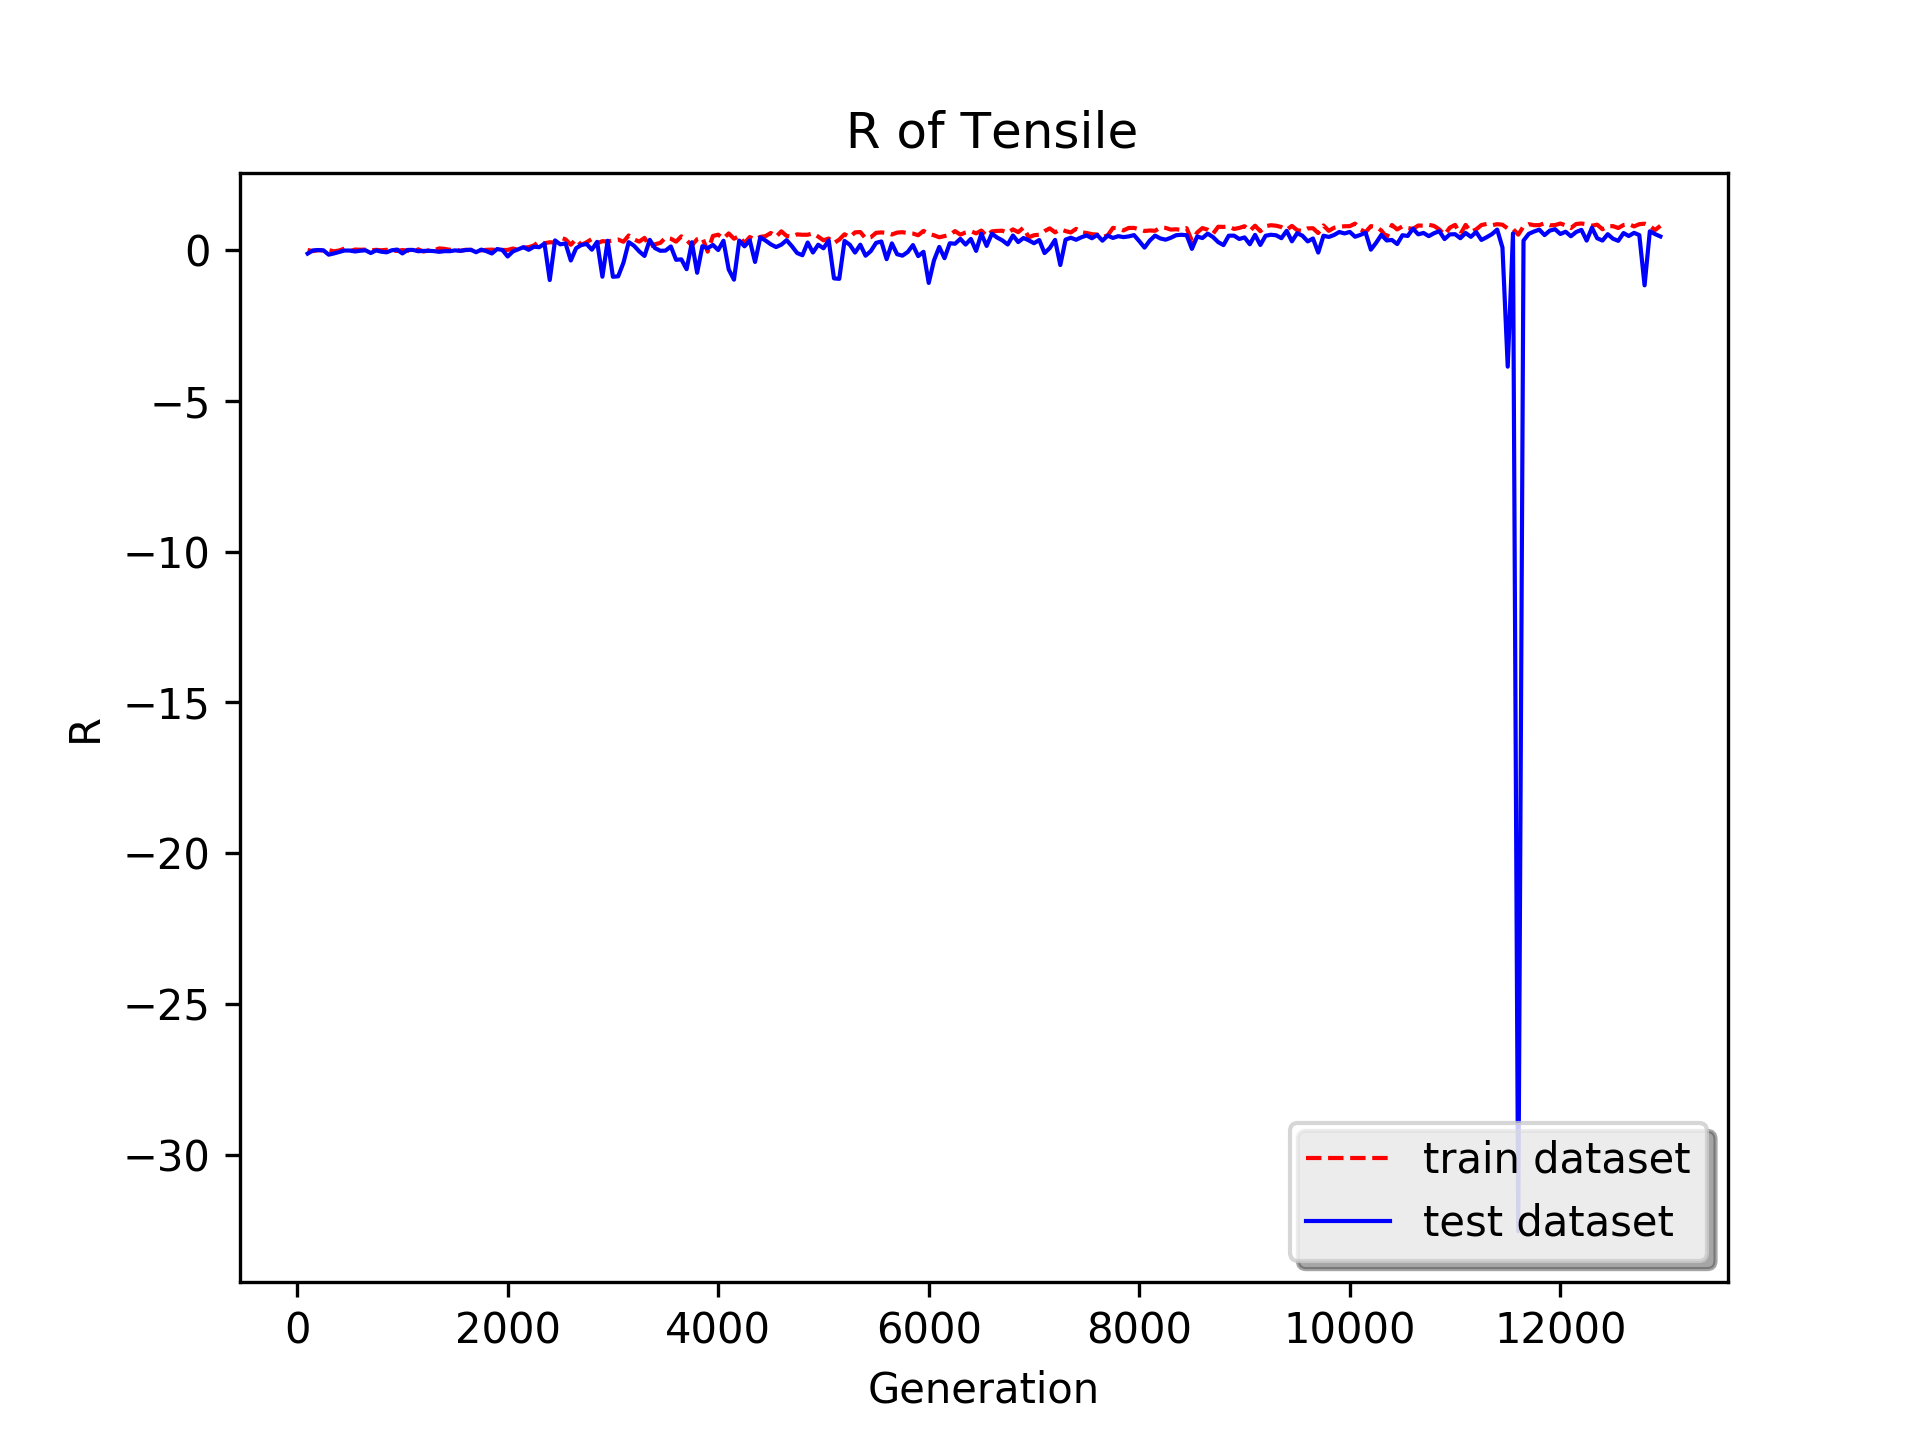 R of Tensile
R
0
−5
−10
−15
−20
−25
−30
train dataset
test dataset
0 2000 4000 6000 8000 10000 12000
Generation